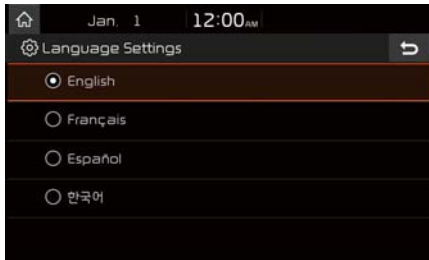 Jan. 1 12:00AM
Language Settings
English
Français
Español
한국어